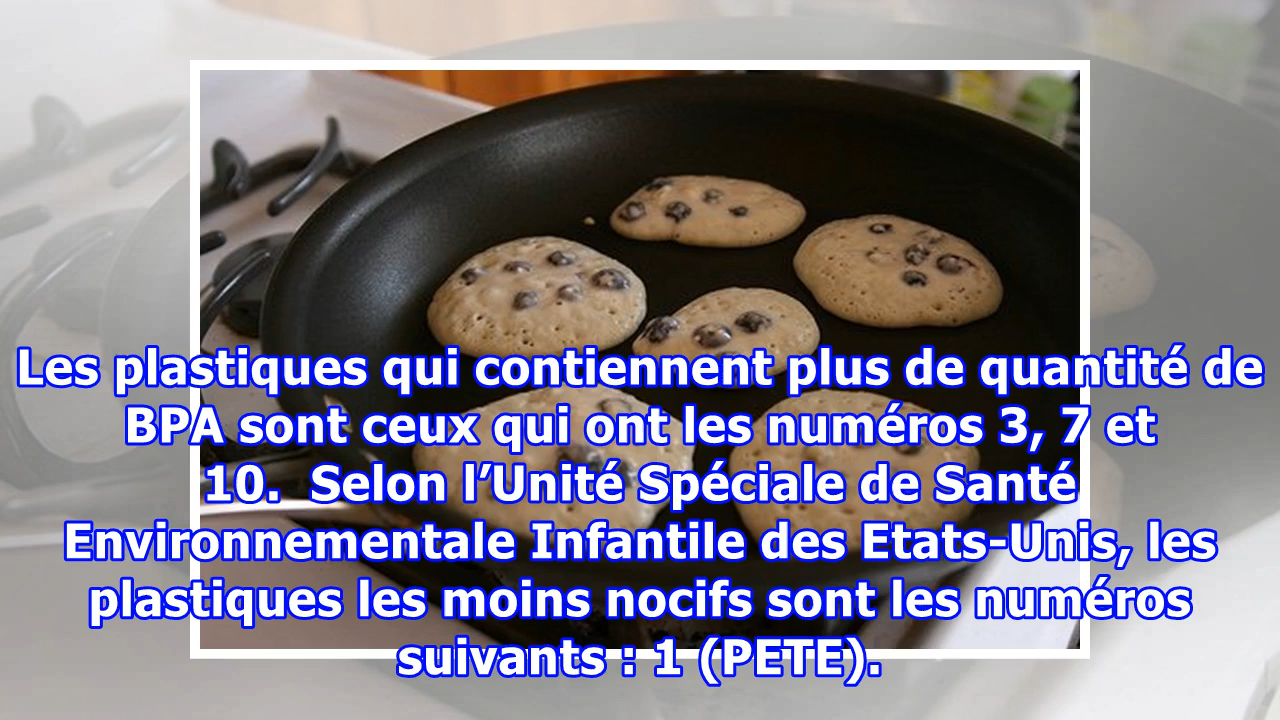 Les plastiques qui contiennent plus de quantité de
BPA sont ceux qui ont les numéros 3, 7 et
10.  Selon l’Unité Spéciale de Santé
Environnementale Infantile des Etats-Unis, les
plastiques les moins nocifs sont les numéros
suivants : 1 (PETE).